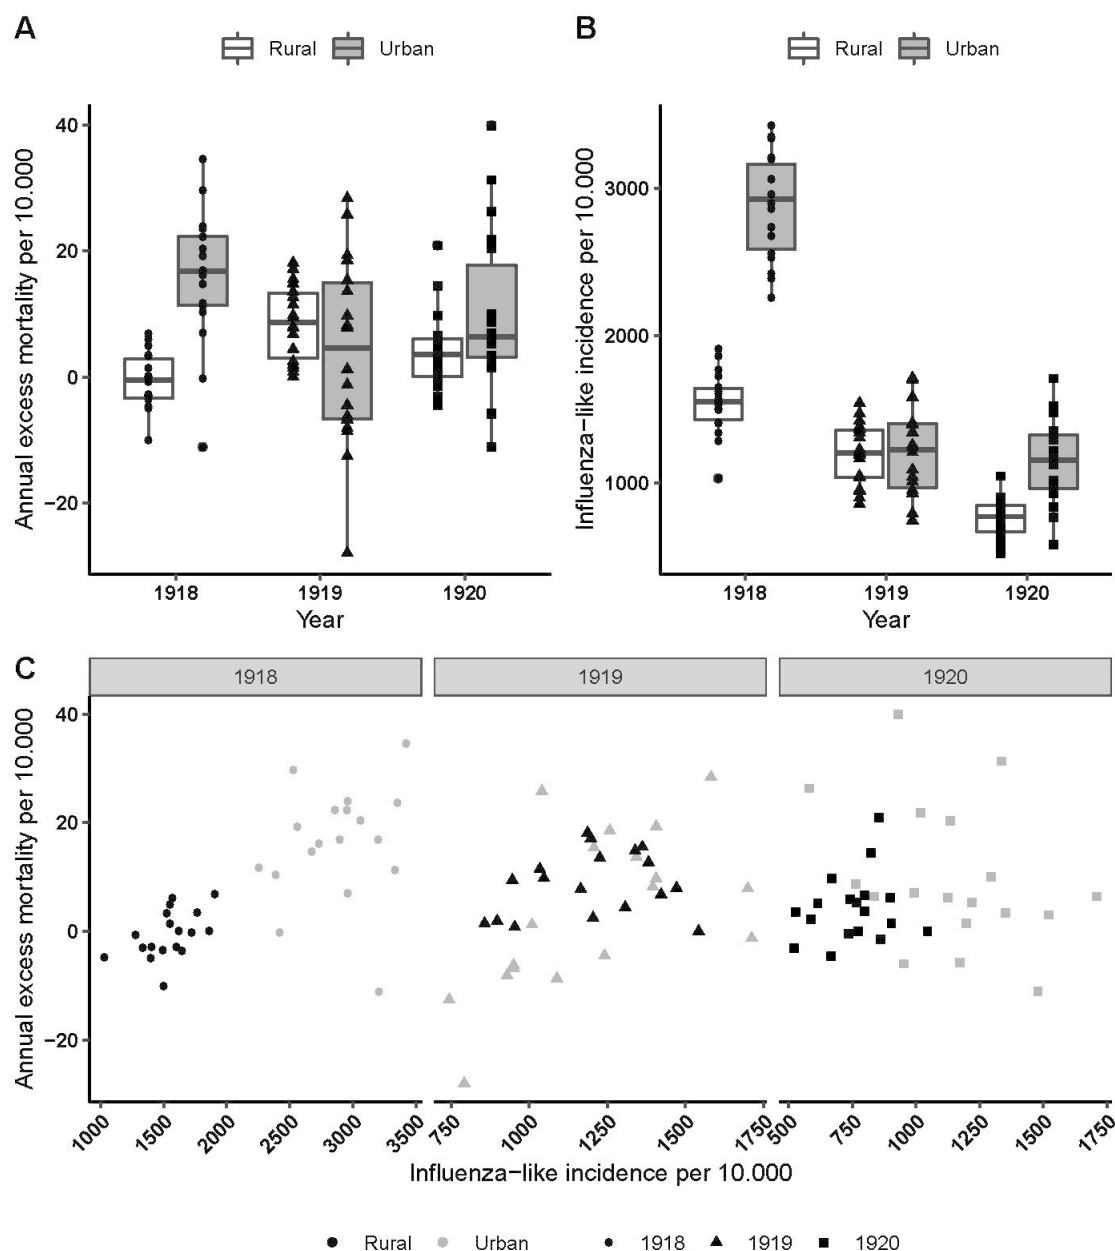 A
Rural Urban
Annual excess mortality per 10.000
40
20
0
−20
1918 1919 1920
Year
B
Rural Urban
Influenza−like incidence per 10.000
3000
2000
1000
1918 1919 1920
Year
C
1918 1919 1920
Annual excess mortality per 10.000
40
20
0
−20
1000 1500 2000 2500 3000 3500 750 1000 1250 1500 1750 500 750 1000 1250 1500 1750
Influenza−like incidence per 10.000
Rural Urban 1918 1919 1920